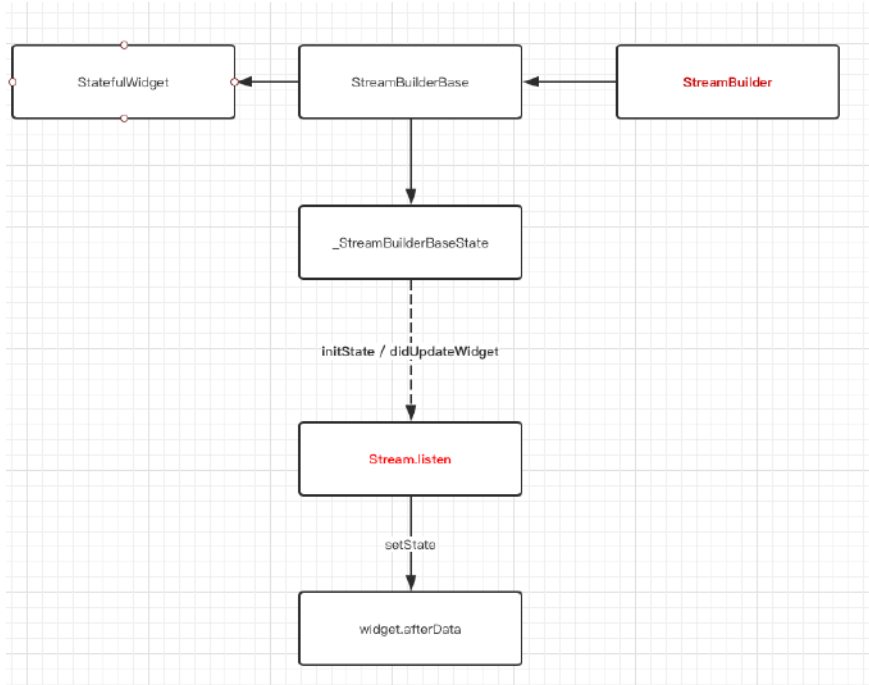 StatefulWidget
StreamBuilderBase
StreamBuilder
_StreamBuilderBaseState
initState / didUpdateWidget
Stream.listen
setState
widget.afterData